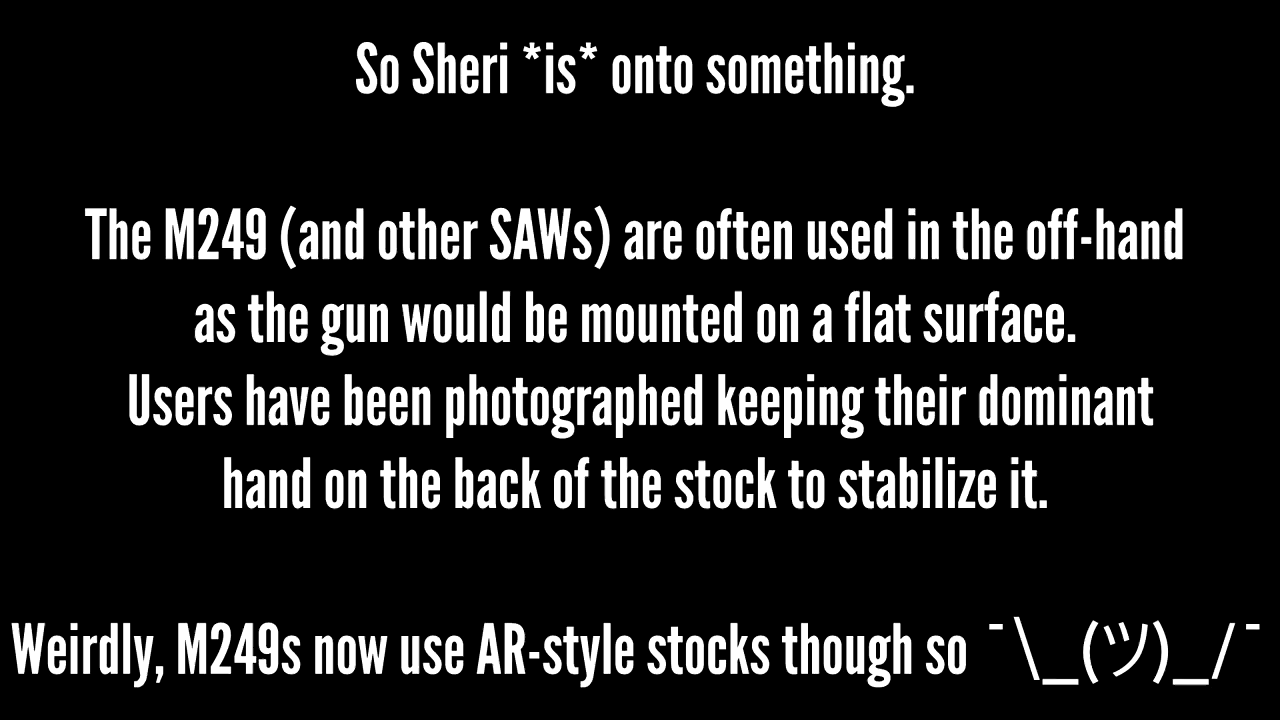 So Sheri *is* onto something.
The M249 (and other SAWs) are often used in the off-hand
as the gun would be mounted on a flat surface.
Users have been photographed keeping their dominant
hand on the back of the stock to stabilize it.
Weirdly, M249s now use AR-style stocks though so ¯\_(ツ)_/¯